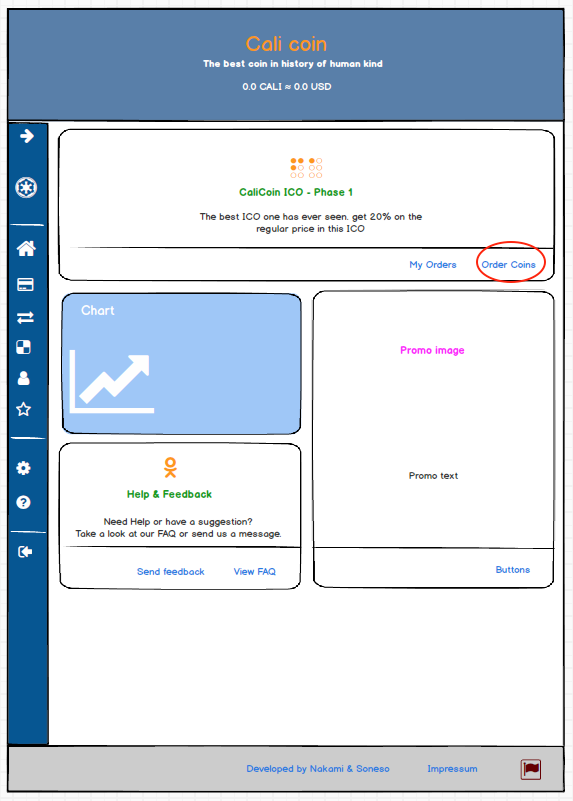 Cali coin
The best coin in history of human kind
0.0 CALI ≈ 0.0 USD
CaliCoin ICO - Phase 1
The best ICO one has ever seen. get 20% on the
regular price in this ICO
My Orders
Order Coins
Chart
Promo image
Promo text
Buttons
Help & Feedback
Need Help or have a suggestion?
Take a look at our FAQ or send us a message.
Send feedback
View FAQ
Developed by Nakami & Soneso
Impressum